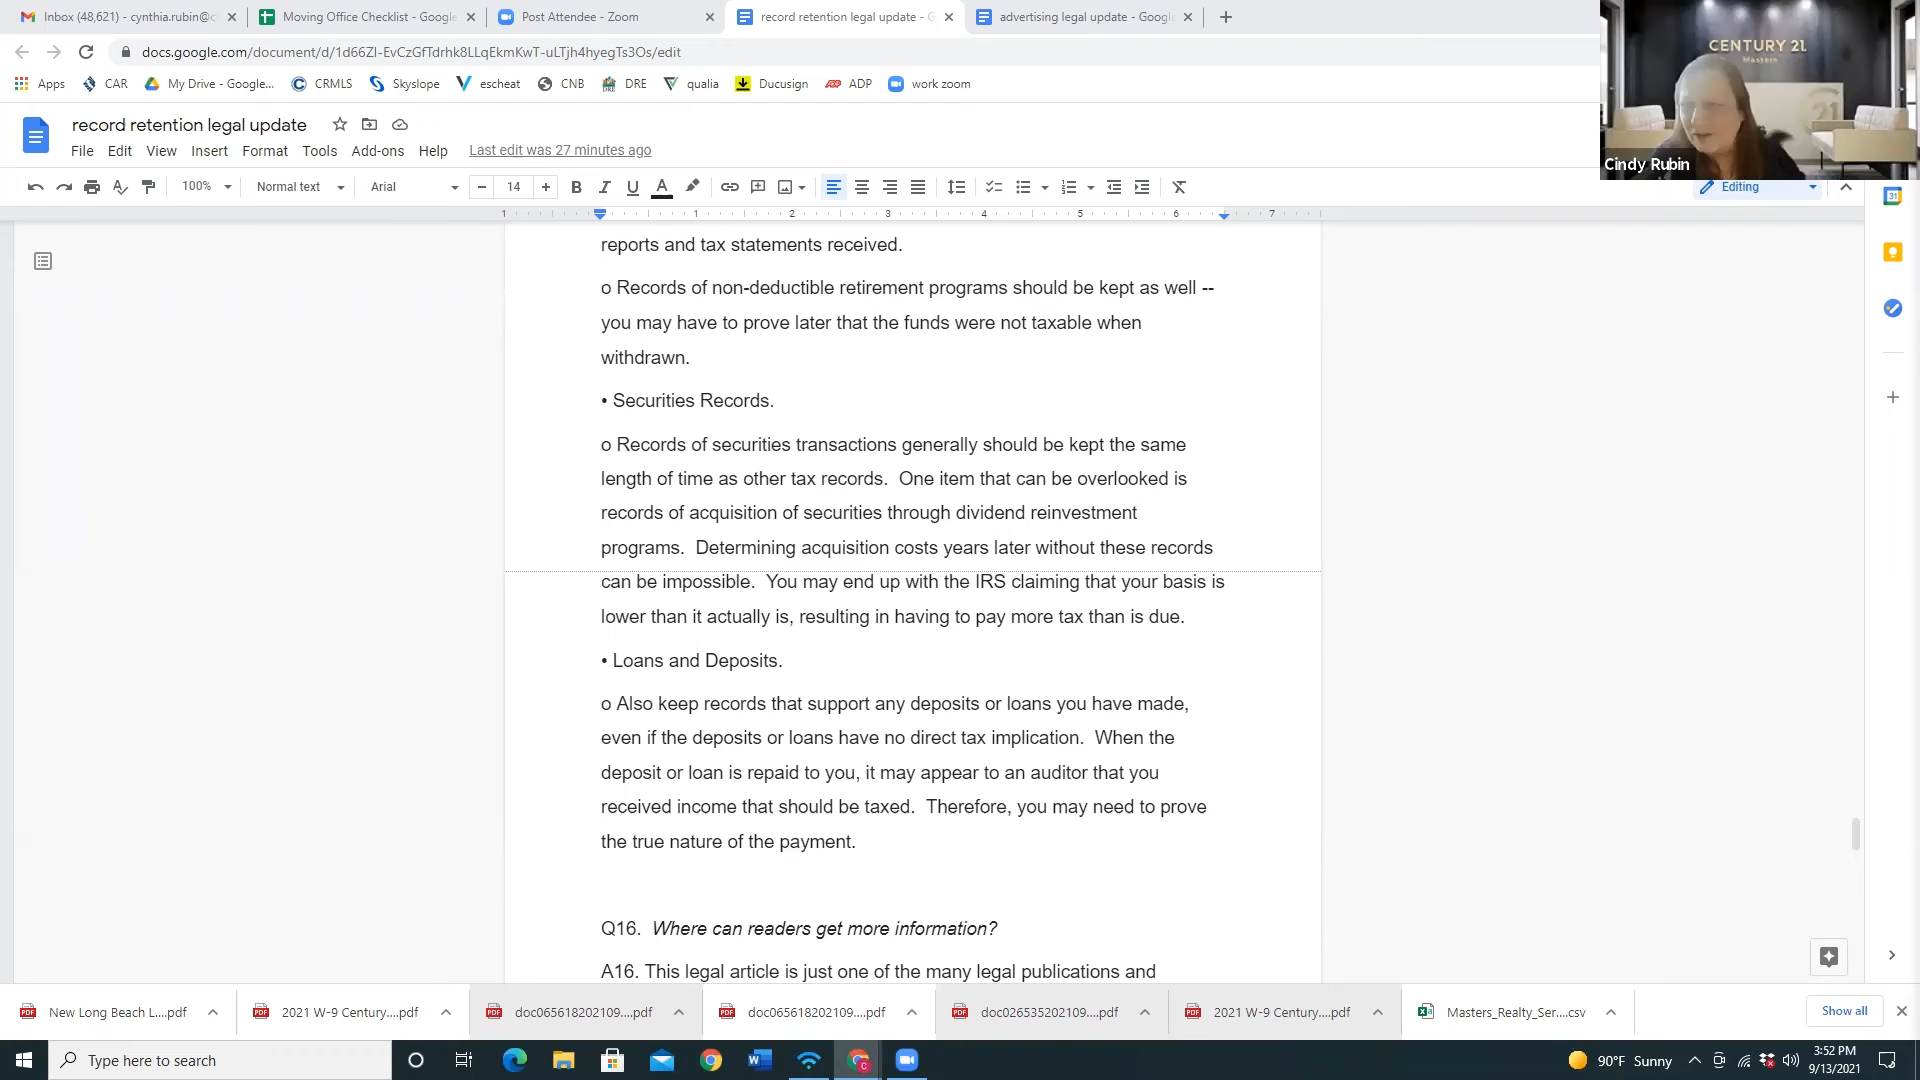 Inbox (48,621) - cynthia.rubin@c
Moving Office Checklist - Google
Post Attendee - Zoom
record retention legal update - G
advertising legal update - Google
docs.google.com/document/d/1d66ZI-EvCzGfTdrhk8LLqEkmKwT-uLTjh4hyegTs3Os/edit
Apps
CAR
My Drive - Google...
CRMLS
Skyslope
escheat
CNB
DRE
qualia
Ducusign
ADP
work zoom
CENTURY 21.
Masters
Cindy Rubin
record retention legal update
File Edit View Insert Format Tools Add-ons Help Last edit was 27 minutes ago
100% Normal text Arial 14 Editing
1 1 2 3 4 5 6 7
reports and tax statements received.
o Records of non-deductible retirement programs should be kept as well --
you may have to prove later that the funds were not taxable when
withdrawn.
• Securities Records.
o Records of securities transactions generally should be kept the same
length of time as other tax records.  One item that can be overlooked is
records of acquisition of securities through dividend reinvestment
programs.  Determining acquisition costs years later without these records
can be impossible.  You may end up with the IRS claiming that your basis is
lower than it actually is, resulting in having to pay more tax than is due.
• Loans and Deposits.
o Also keep records that support any deposits or loans you have made,
even if the deposits or loans have no direct tax implication.  When the
deposit or loan is repaid to you, it may appear to an auditor that you
received income that should be taxed.  Therefore, you may need to prove
the true nature of the payment.
Q16.  Where can readers get more information?
A16. This legal article is just one of the many legal publications and
New Long Beach L....pdf
2021 W-9 Century....pdf
doc065618202109....pdf
doc065618202109....pdf
doc026535202109....pdf
2021 W-9 Century....pdf
Masters_Realty_Ser....csv
Show all
Type here to search
90°F Sunny
3:52 PM
9/13/2021